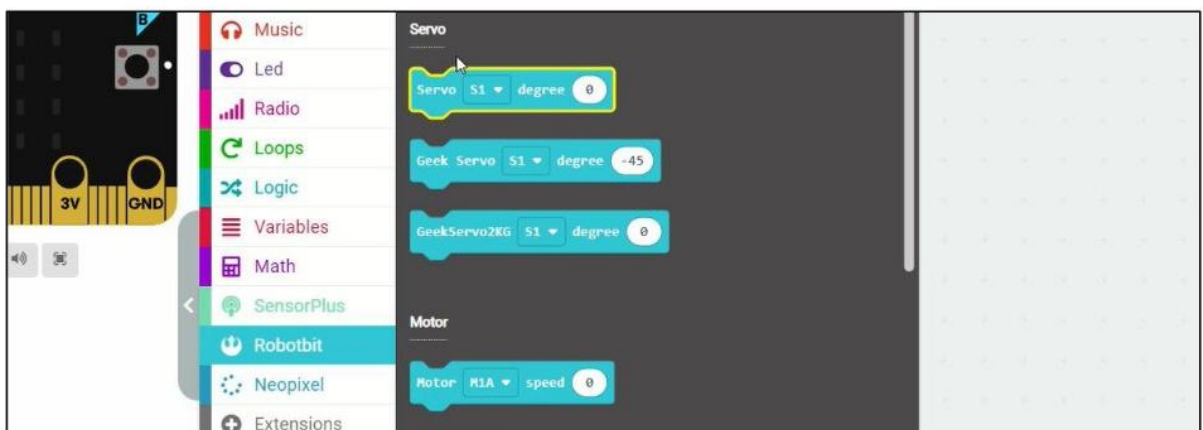 B
3V
GND
Music
Led
Radio
Loops
Logic
Variables
Math
SensorPlus
Robotbit
Neopixel
Extensions
Servo
Servo S1 degree 0
Geek Servo S1 degree -45
GeekServo2KG S1 degree 0
Motor
Motor M1A speed 0